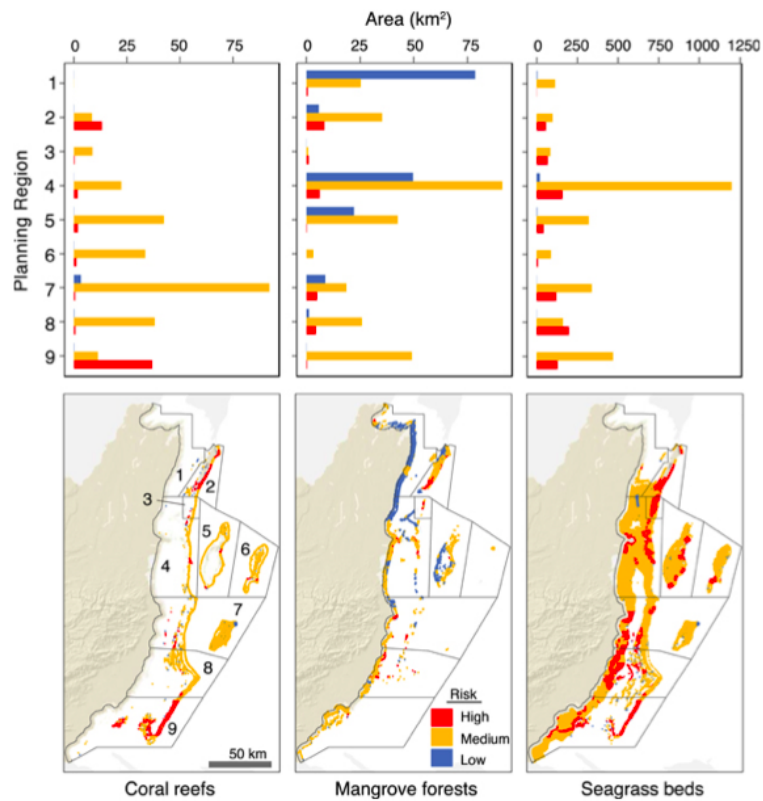 Area (km²)
0 25 50 75
0 25 50 75
0 250 500 750 1000 1250
Planning Region
1
2
3
4
5
6
7
8
9
1
2
3
4
5
6
7
8
9
50 km
Risk
High
Medium
Low
Coral reefs
Mangrove forests
Seagrass beds